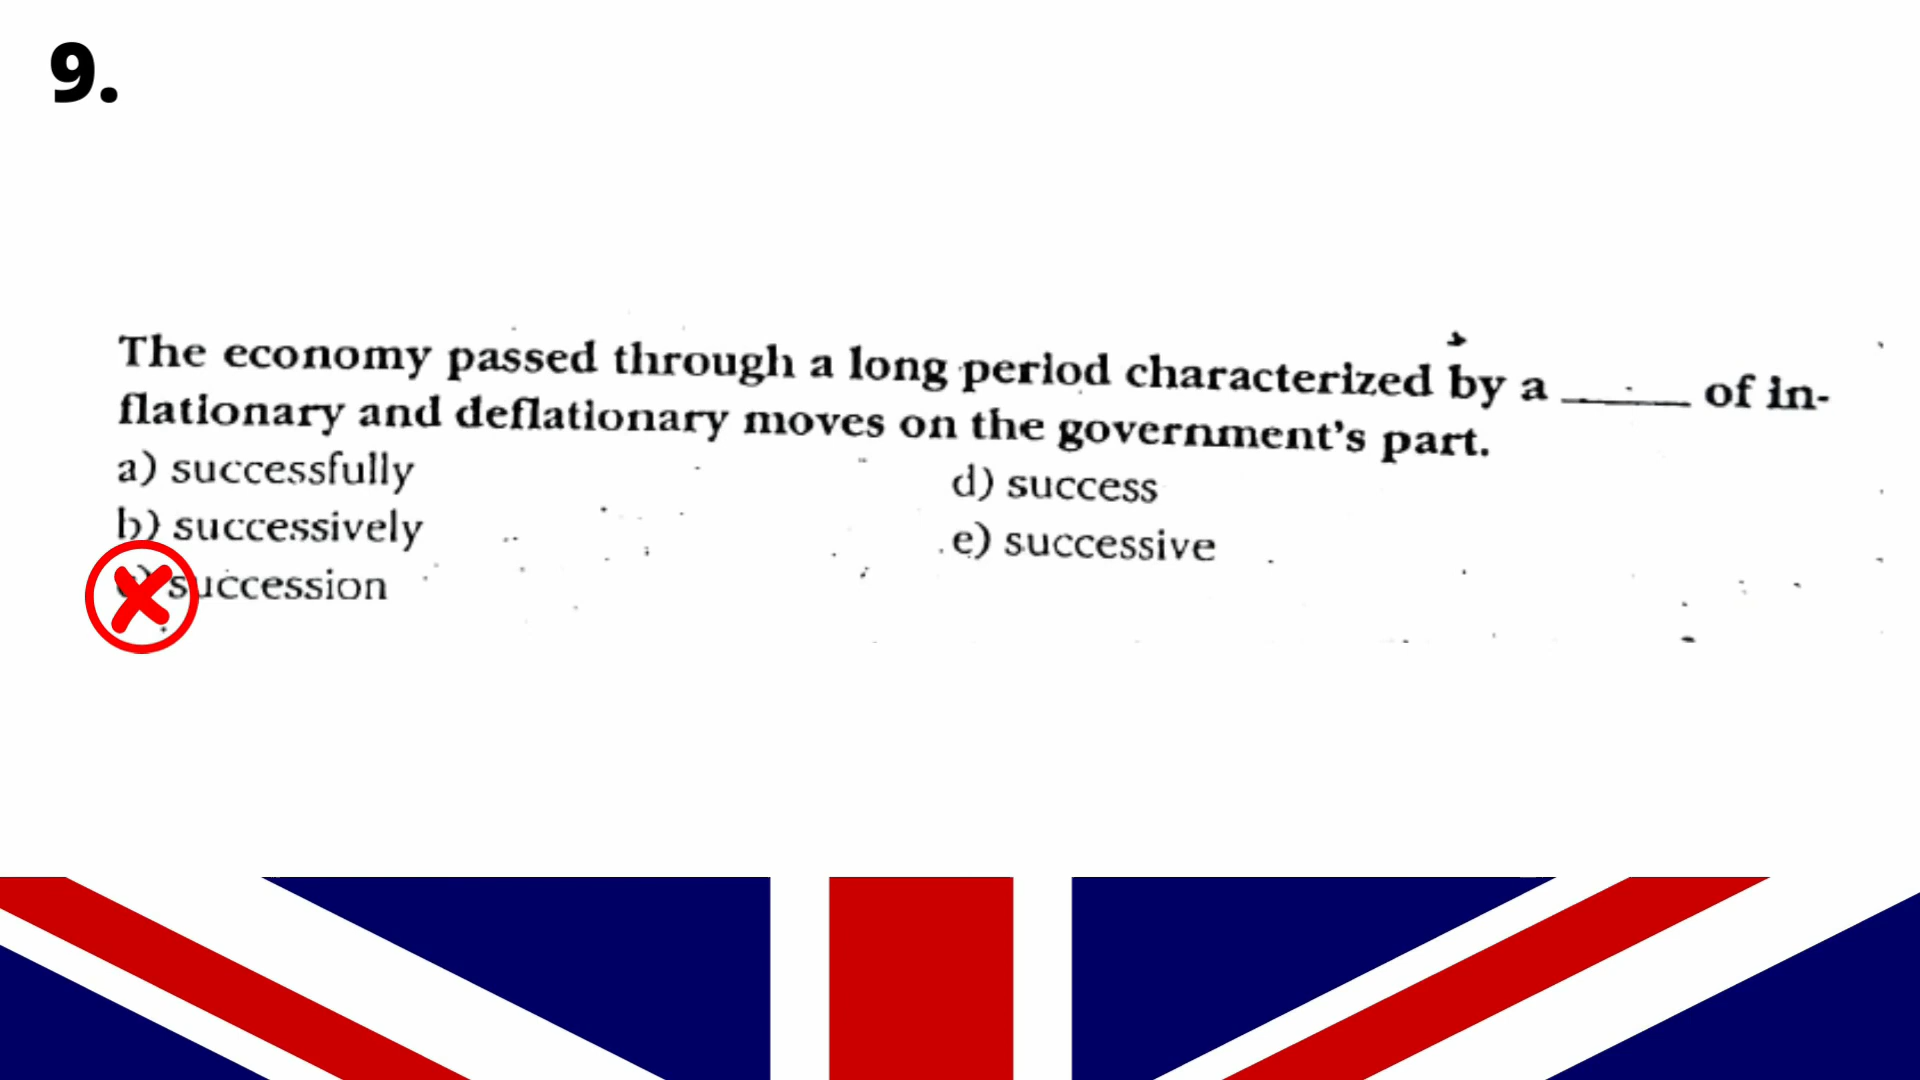 9.
The economy passed through a long period characterized by a _____ of in-
flationary and deflationary moves on the government's part.
a) successfully
b) successively
c) succession
d) success
e) successive